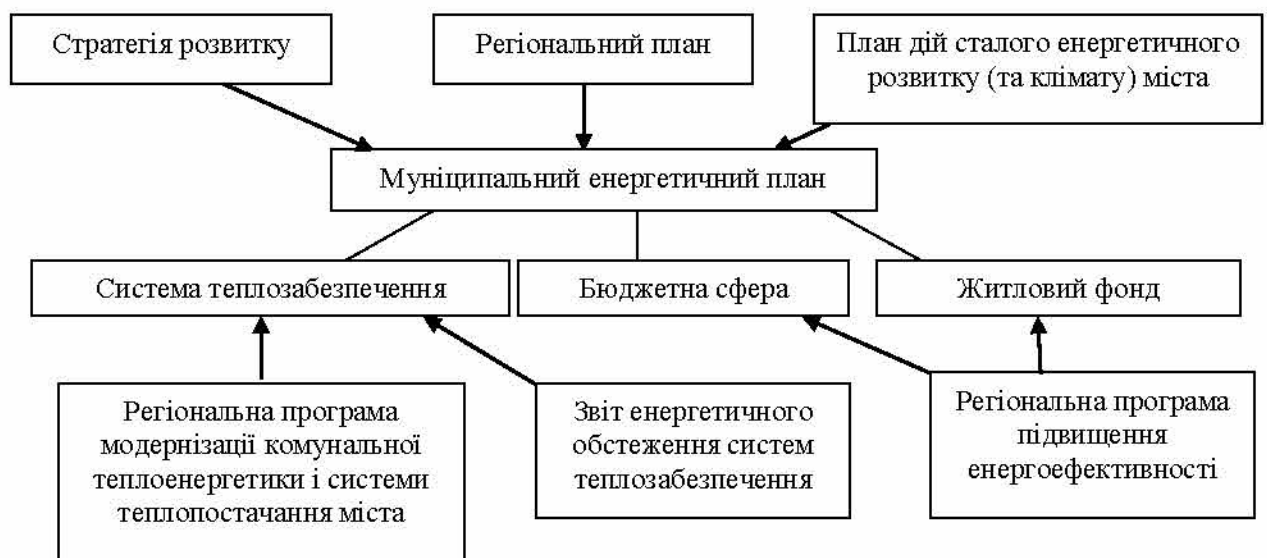 Стратегія розвитку
Регіональний план
План дій сталого енергетичного
розвитку (та клімату) міста
Муніципальний енергетичний план
Система теплозабезпечення
Бюджетна сфера
Житловий фонд
Регіональна програма
модернізації комунальної
теплоенергетики і системи
теплопостачання міста
Звіт енергетичного
обстеження систем
теплозабезпечення
Регіональна програма
підвищення
енергоефективності